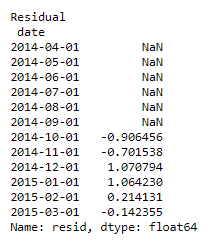 Residual
date
2014-04-01 NaN
2014-05-01 NaN
2014-06-01 NaN
2014-07-01 NaN
2014-08-01 NaN
2014-09-01 NaN
2014-10-01 -0.906456
2014-11-01 -0.701538
2014-12-01 1.070794
2015-01-01 1.064230
2015-02-01 0.214131
2015-03-01 -0.142355
Name: resid, dtype: float64